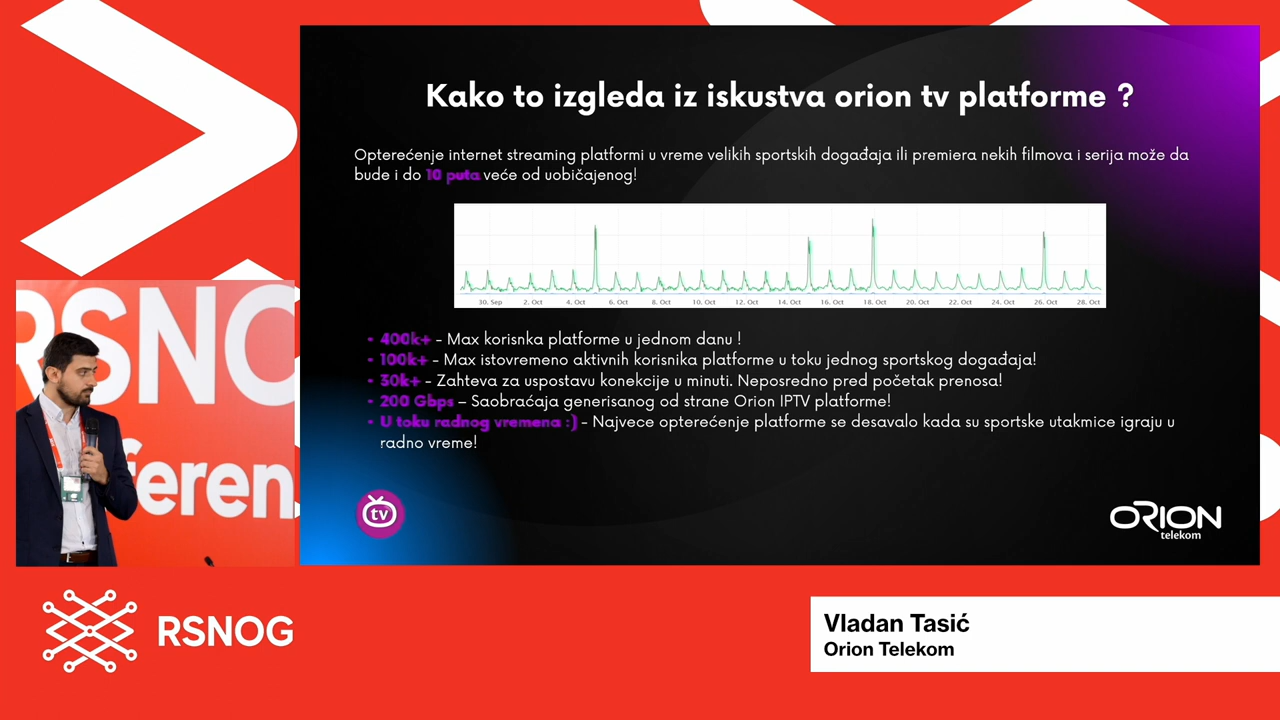 Kako to izgleda iz iskustva orion tv platforme ?
Opterećenje internet streaming platformi u vreme velikih sportskih događaja ili premiera nekih filmova i serija može da
bude i do 10 puta veće od uobičajenog!
30. Sep 2. Oct 4. Oct 6. Oct 8. Oct 10. Oct 12. Oct 14. Oct 16. Oct 18. Oct 20. Oct 22. Oct 24. Oct 26. Oct 28. Oct
- 400k+ - Max korisnka platforme u jednom danu !
- 100k+ - Max istovremeno aktivnih korisnika platforme u toku jednog sportskog događaja!
- 30k+ - Zahteva za uspostavu konekcije u minuti. Neposredno pred početak prenosa!
- 200 Gbps – Saobraćaja generisanog od strane Orion IPTV platforme!
- U toku radnog vremena :) - Najvece opterećenje platforme se desavalo kada su sportske utakmice igraju u
radno vreme!
tv
ORION
telekom
RSNO
feren
RSNOG
Vladan Tasić
Orion Telekom